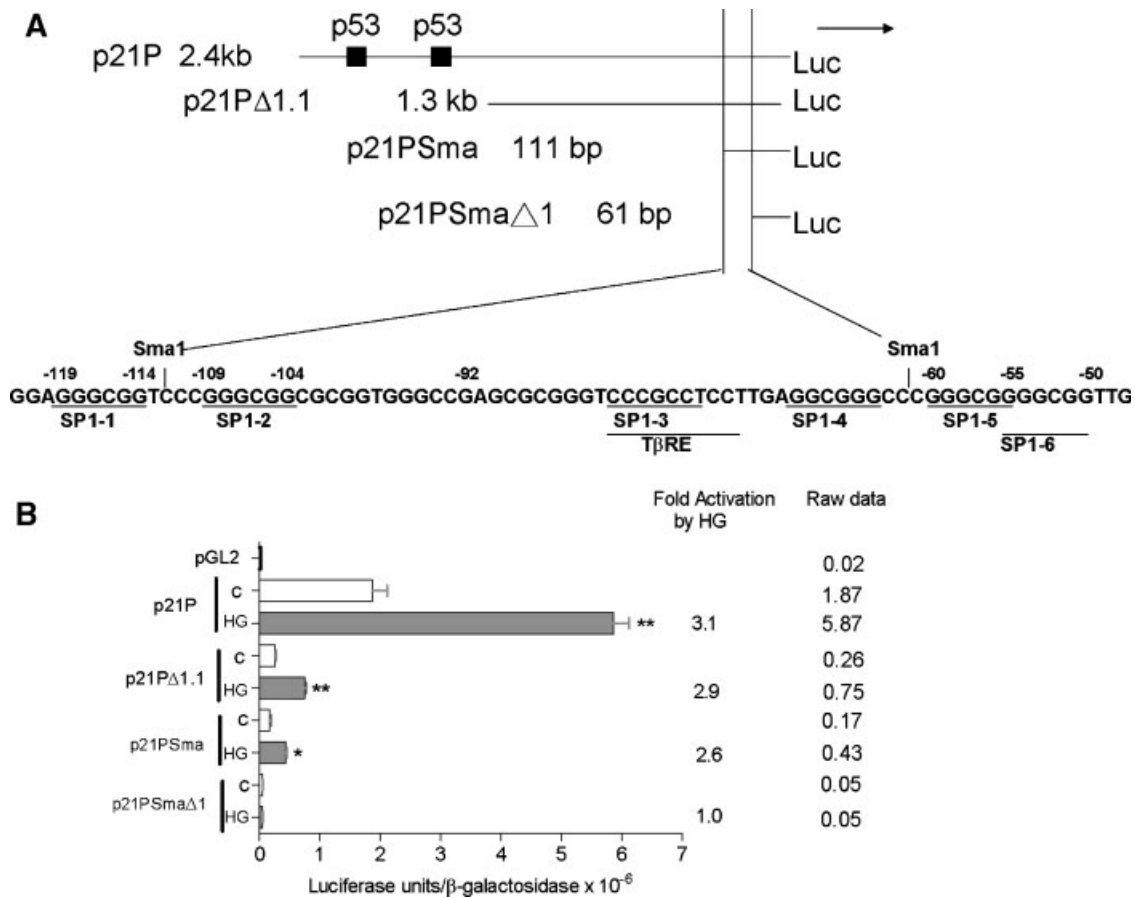 A
p53 p53
p21P 2.4kb Luc
p21PΔ1.1 1.3 kb Luc
p21PSma 111 bp Luc
p21PSma△1 61 bp Luc
Sma1 Sma1
-119 -114 -109 -104 -92 -60 -55 -50
GGAGGGCGGTCCCGGGCGGCGCGGTGGGCCGAGCGCGGGTCCCGCCTCCTTGAGGCGGGCCCGGGCGGGGCGGTTG
SP1-1 SP1-2 SP1-3 SP1-4 SP1-5
TβRE SP1-6
B
Fold Activation by HG Raw data
pGL2 0.02
p21P C 1.87
HG ** 3.1 5.87
p21PΔ1.1 C 0.26
HG ** 2.9 0.75
p21PSma C 0.17
HG * 2.6 0.43
p21PSmaΔ1 C 0.05
HG 1.0 0.05
0 1 2 3 4 5 6 7
Luciferase units/β-galactosidase x 10⁻⁶